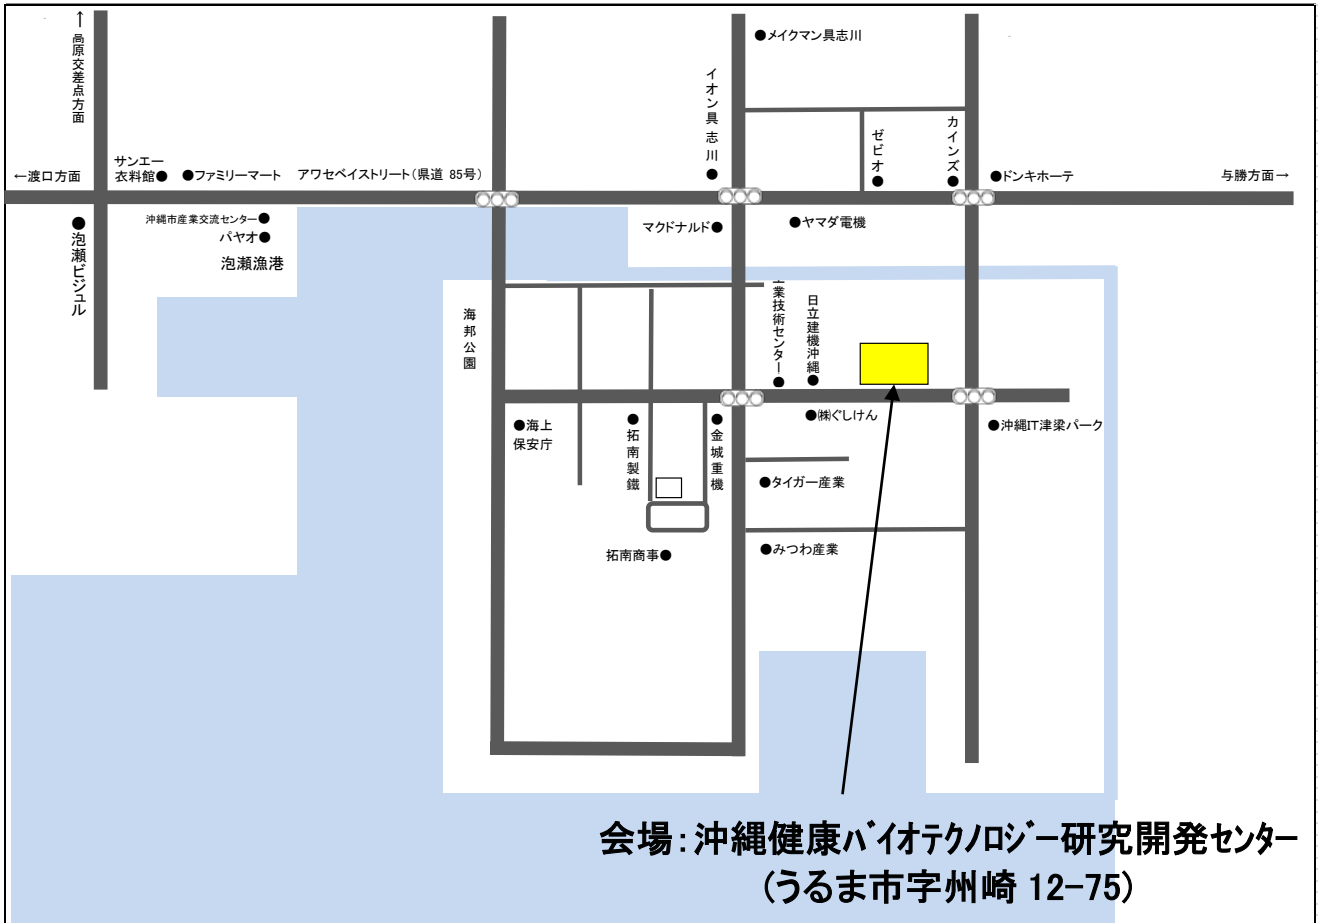 ↑高原交差点方面
●メイクマン具志川
イオン具志川●
ゼビオ●
カインズ●
サンエー
衣料館●
●ファミリーマート
アワセベイストリート(県道 85号)
←渡口方面
●ドンキホーテ
与勝方面→
●泡瀬ビジュル
沖縄市産業交流センター●
パヤオ●
泡瀬漁港
マクドナルド●
●ヤマダ電機
海邦公園
業技術センター●
日立建機沖縄●
●海上
保安庁
●拓南製鐵
●金城重機
●㈱ぐしけん
●沖縄IT津梁パーク
●タイガー産業
拓南商事●
●みつわ産業
会場:沖縄健康バイオテクノロジー研究開発センター
(うるま市字州崎 12-75)